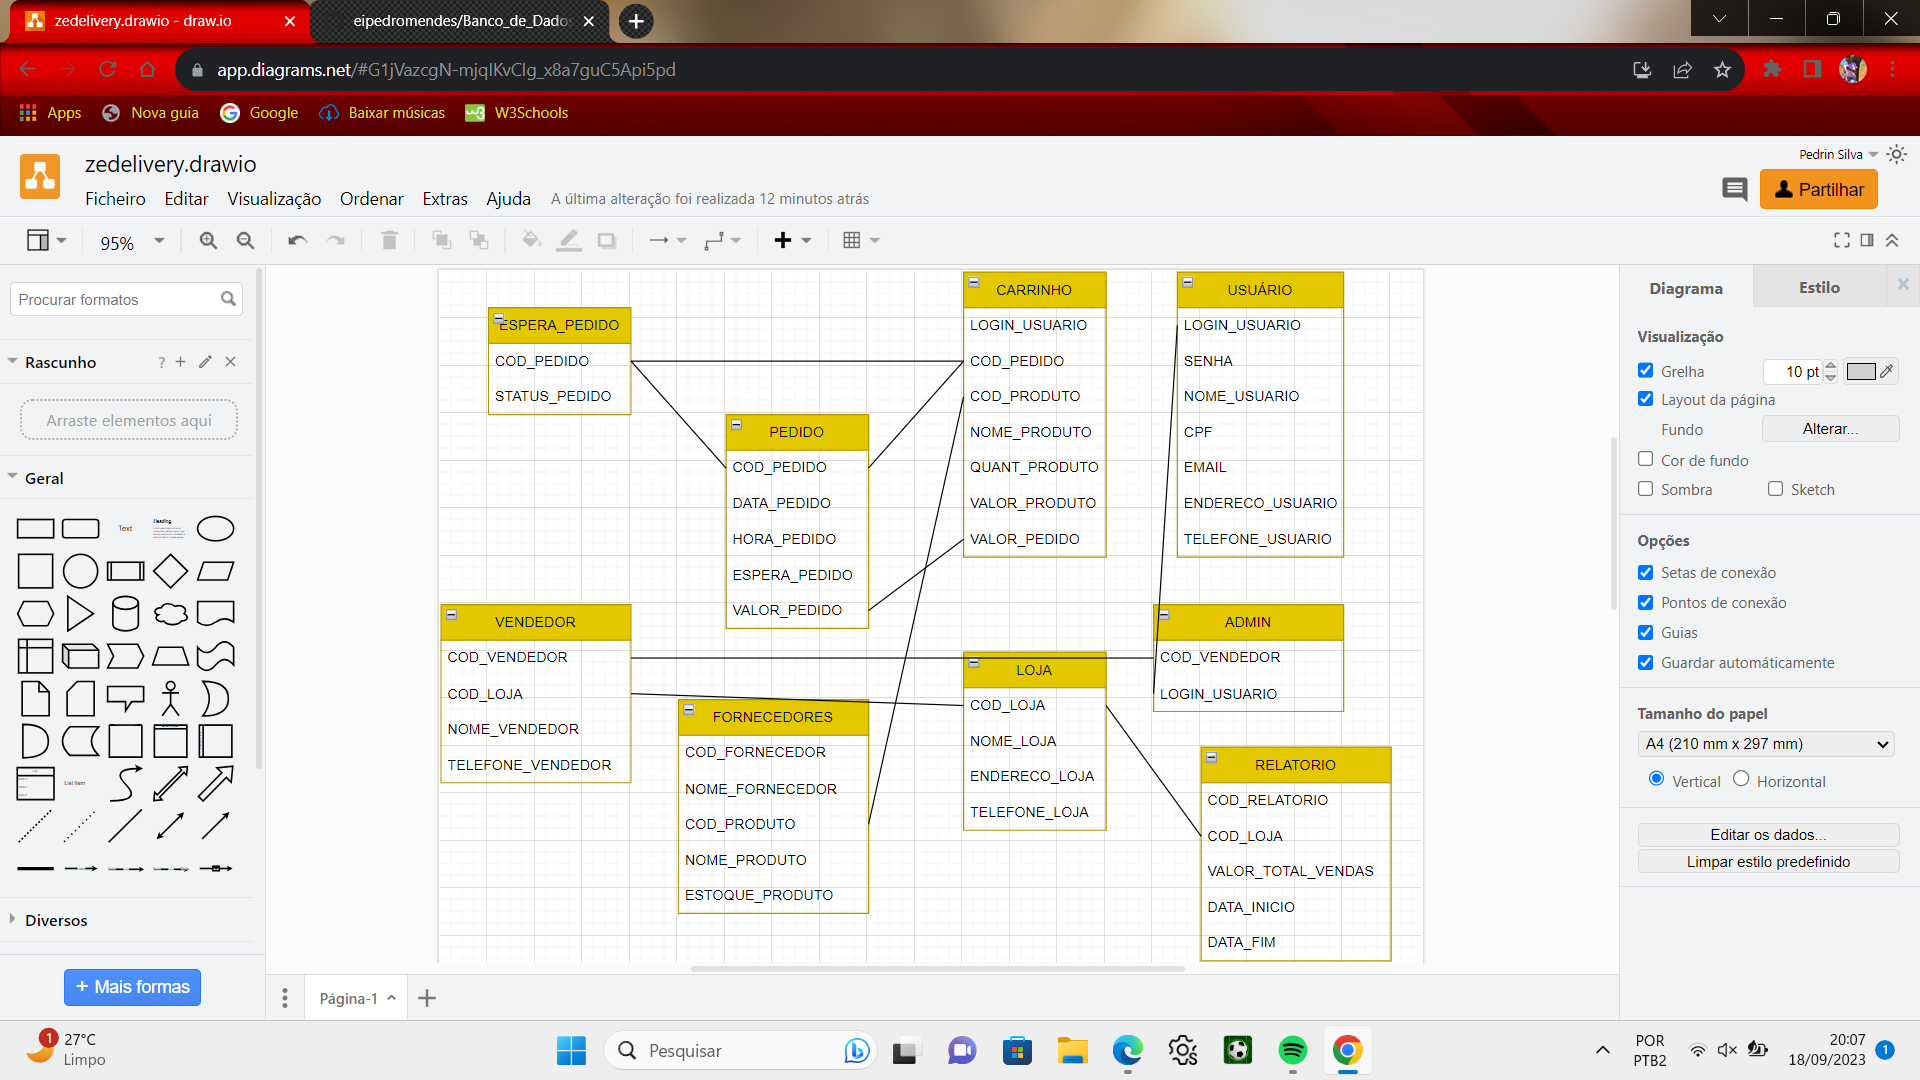 zedelivery.drawio - draw.io
eipedromendes/Banco_de_Dado
app.diagrams.net/#G1jVazcgN-mjqlKvClg_x8a7guC5Api5pd
Apps
Nova guia
Google
Baixar músicas
W3Schools
zedelivery.drawio
Pedrin Silva
Ficheiro
Editar
Visualização
Ordenar
Extras
Ajuda
A última alteração foi realizada 12 minutos atrás
Partilhar
95%
Procurar formatos
Rascunho
?
Arraste elementos aqui
Geral
Text
Heading
List Item
Diversos
+ Mais formas
ESPERA_PEDIDO
COD_PEDIDO
STATUS_PEDIDO
PEDIDO
COD_PEDIDO
DATA_PEDIDO
HORA_PEDIDO
ESPERA_PEDIDO
VALOR_PEDIDO
CARRINHO
LOGIN_USUARIO
COD_PEDIDO
COD_PRODUTO
NOME_PRODUTO
QUANT_PRODUTO
VALOR_PRODUTO
VALOR_PEDIDO
USUÁRIO
LOGIN_USUARIO
SENHA
NOME_USUARIO
CPF
EMAIL
ENDERECO_USUARIO
TELEFONE_USUARIO
VENDEDOR
COD_VENDEDOR
COD_LOJA
NOME_VENDEDOR
TELEFONE_VENDEDOR
FORNECEDORES
COD_FORNECEDOR
NOME_FORNECEDOR
COD_PRODUTO
NOME_PRODUTO
ESTOQUE_PRODUTO
LOJA
COD_LOJA
NOME_LOJA
ENDERECO_LOJA
TELEFONE_LOJA
ADMIN
COD_VENDEDOR
LOGIN_USUARIO
RELATORIO
COD_RELATORIO
COD_LOJA
VALOR_TOTAL_VENDAS
DATA_INICIO
DATA_FIM
Página-1
Diagrama
Estilo
Visualização
Grelha
10 pt
Layout da página
Fundo
Alterar...
Cor de fundo
Sombra
Sketch
Opções
Setas de conexão
Pontos de conexão
Guias
Guardar automáticamente
Tamanho do papel
A4 (210 mm x 297 mm)
Vertical
Horizontal
Editar os dados...
Limpar estilo predefinido
1
27°C
Limpo
Pesquisar
POR
PTB2
20:07
18/09/2023
1